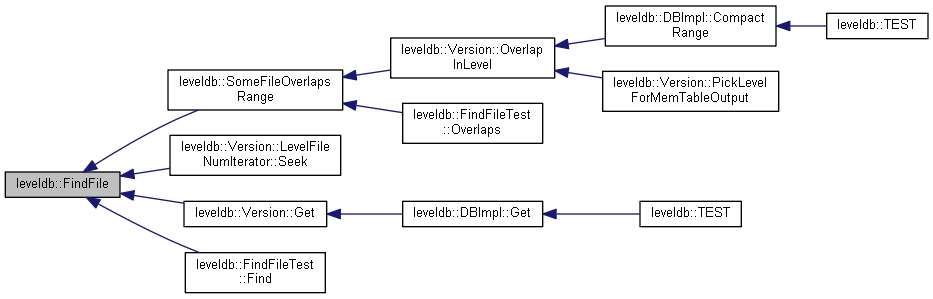 leveldb::DBImpl::Compact
Range
leveldb::TEST
leveldb::Version::Overlap
InLevel
leveldb::SomeFileOverlaps
Range
leveldb::Version::PickLevel
ForMemTableOutput
leveldb::FindFileTest
::Overlaps
leveldb::Version::LevelFile
NumIterator::Seek
leveldb::FindFile
leveldb::Version::Get
leveldb::DBImpl::Get
leveldb::TEST
leveldb::FindFileTest
::Find